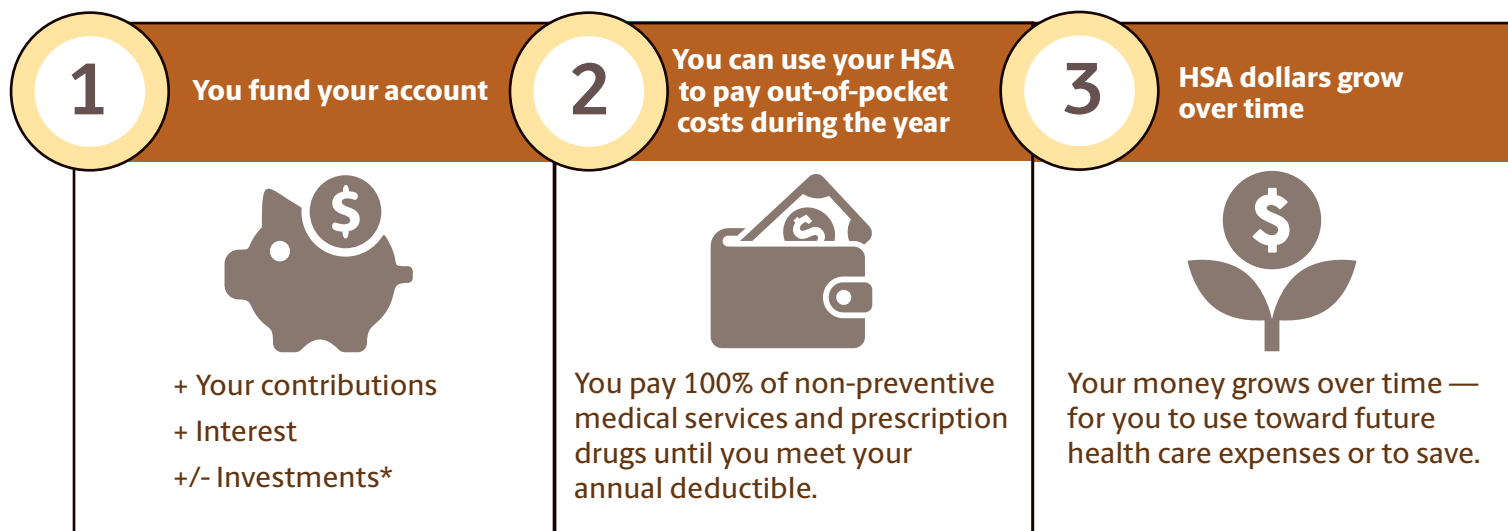 1
You fund your account
$
+ Your contributions
+ Interest
+/- Investments*
2
You can use your HSA
to pay out-of-pocket
costs during the year
$
You pay 100% of non-preventive
medical services and prescription
drugs until you meet your
annual deductible.
3
HSA dollars grow
over time
$
Your money grows over time —
for you to use toward future
health care expenses or to save.